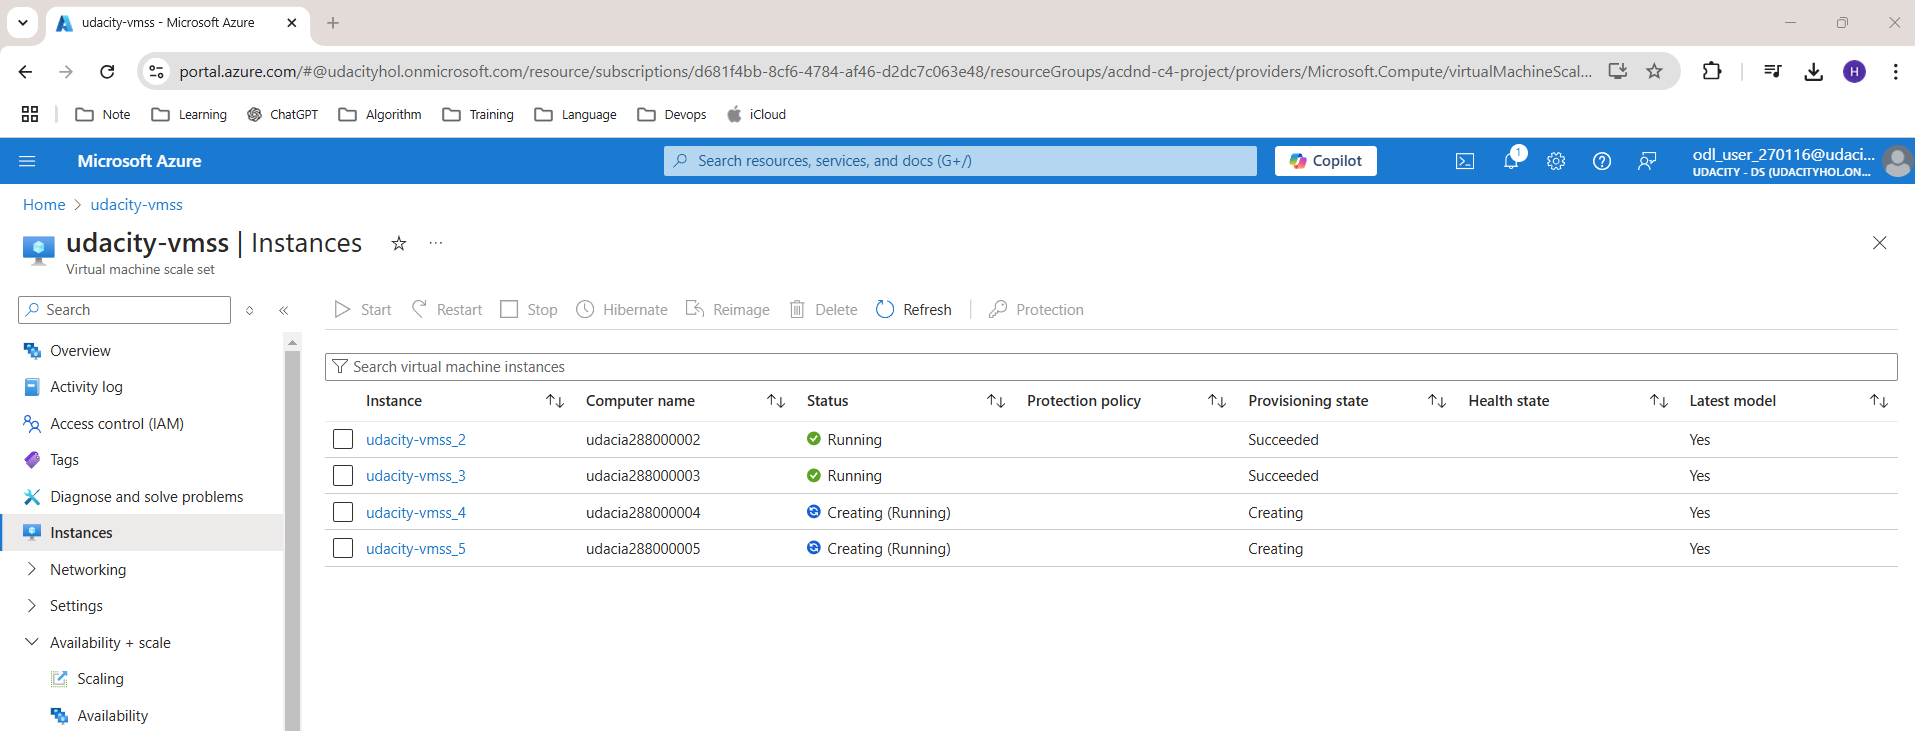 udacity-vmss - Microsoft Azure
portal.azure.com/#@udacityhol.onmicrosoft.com/resource/subscriptions/d681f4bb-8cf6-4784-af46-d2dc7c063e48/resourceGroups/acdnd-c4-project/providers/Microsoft.Compute/virtualMachineScal...
H
Note Learning ChatGPT Algorithm Training Language Devops iCloud
Microsoft Azure
Search resources, services, and docs (G+/)
Copilot
1
odl_user_270116@udaci...
UDACITY - DS (UDACITYHOL.ON...
Home > udacity-vmss
udacity-vmss | Instances
Virtual machine scale set
Search
Start Restart Stop Hibernate Reimage Delete Refresh Protection
Overview
Activity log
Access control (IAM)
Tags
Diagnose and solve problems
Instances
Networking
Settings
Availability + scale
Scaling
Availability
Search virtual machine instances
Instance Computer name Status Protection policy Provisioning state Health state Latest model
udacity-vmss_2 udacia288000002 Running Succeeded Yes
udacity-vmss_3 udacia288000003 Running Succeeded Yes
udacity-vmss_4 udacia288000004 Creating (Running) Creating Yes
udacity-vmss_5 udacia288000005 Creating (Running) Creating Yes